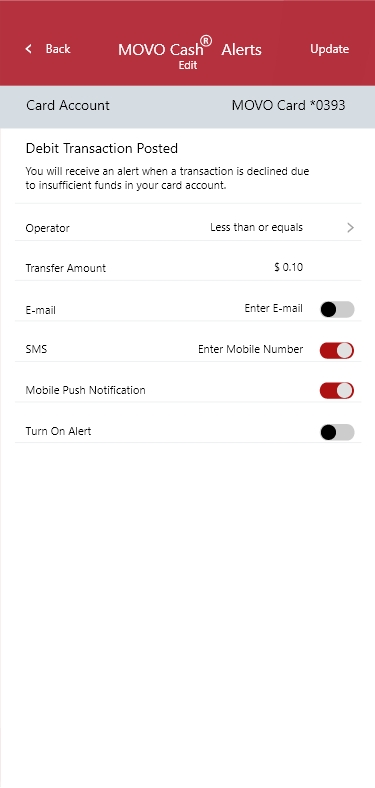 < Back MOVO Cash® Alerts Update
Edit
Card Account MOVO Card *0393
Debit Transaction Posted
You will receive an alert when a transaction is declined due
to insufficient funds in your card account.
Operator Less than or equals >
Transfer Amount $ 0.10
E-mail Enter E-mail
SMS Enter Mobile Number
Mobile Push Notification
Turn On Alert